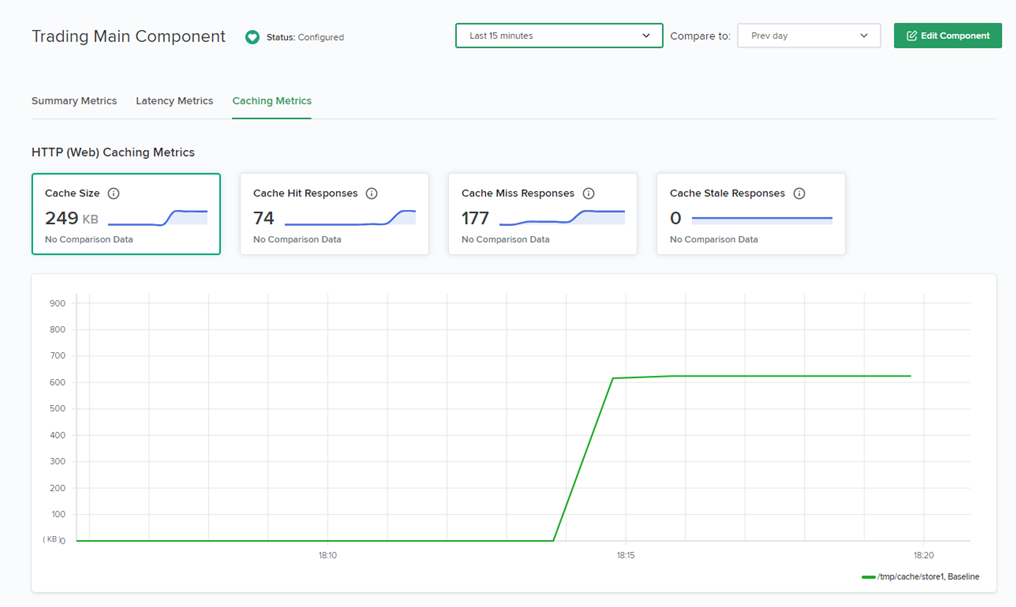 Trading Main Component
Status: Configured
Last 15 minutes
Compare to:
Prev day
Edit Component
Summary Metrics
Latency Metrics
Caching Metrics
HTTP (Web) Caching Metrics
Cache Size
249 KB
No Comparison Data
Cache Hit Responses
74
No Comparison Data
Cache Miss Responses
177
No Comparison Data
Cache Stale Responses
0
No Comparison Data
900
800
700
600
500
400
300
200
100
( KB )0
18:10
18:15
18:20
/tmp/cache/store1, Baseline